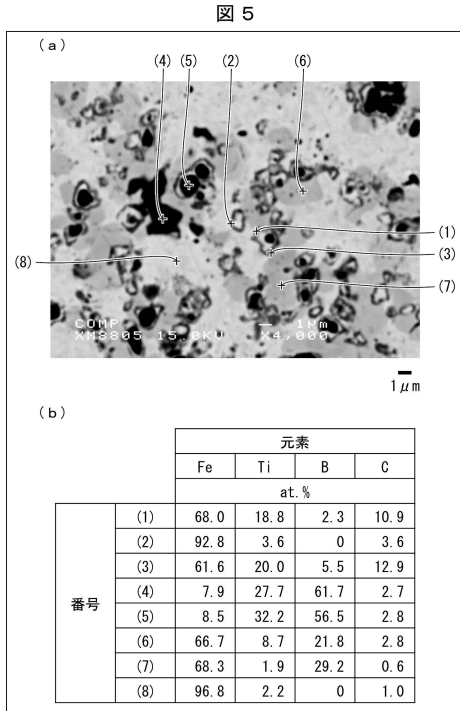 図5
(a)
(4) (5) (2) (6)
(1)
(3)
(8)
(7)
COMP 1μm
XM8805 15.0KV X4,000
1μm
(b)
元素
Fe Ti B C
at.%
番号
(1) 68.0 18.8 2.3 10.9
(2) 92.8 3.6 0 3.6
(3) 61.6 20.0 5.5 12.9
(4) 7.9 27.7 61.7 2.7
(5) 8.5 32.2 56.5 2.8
(6) 66.7 8.7 21.8 2.8
(7) 68.3 1.9 29.2 0.6
(8) 96.8 2.2 0 1.0